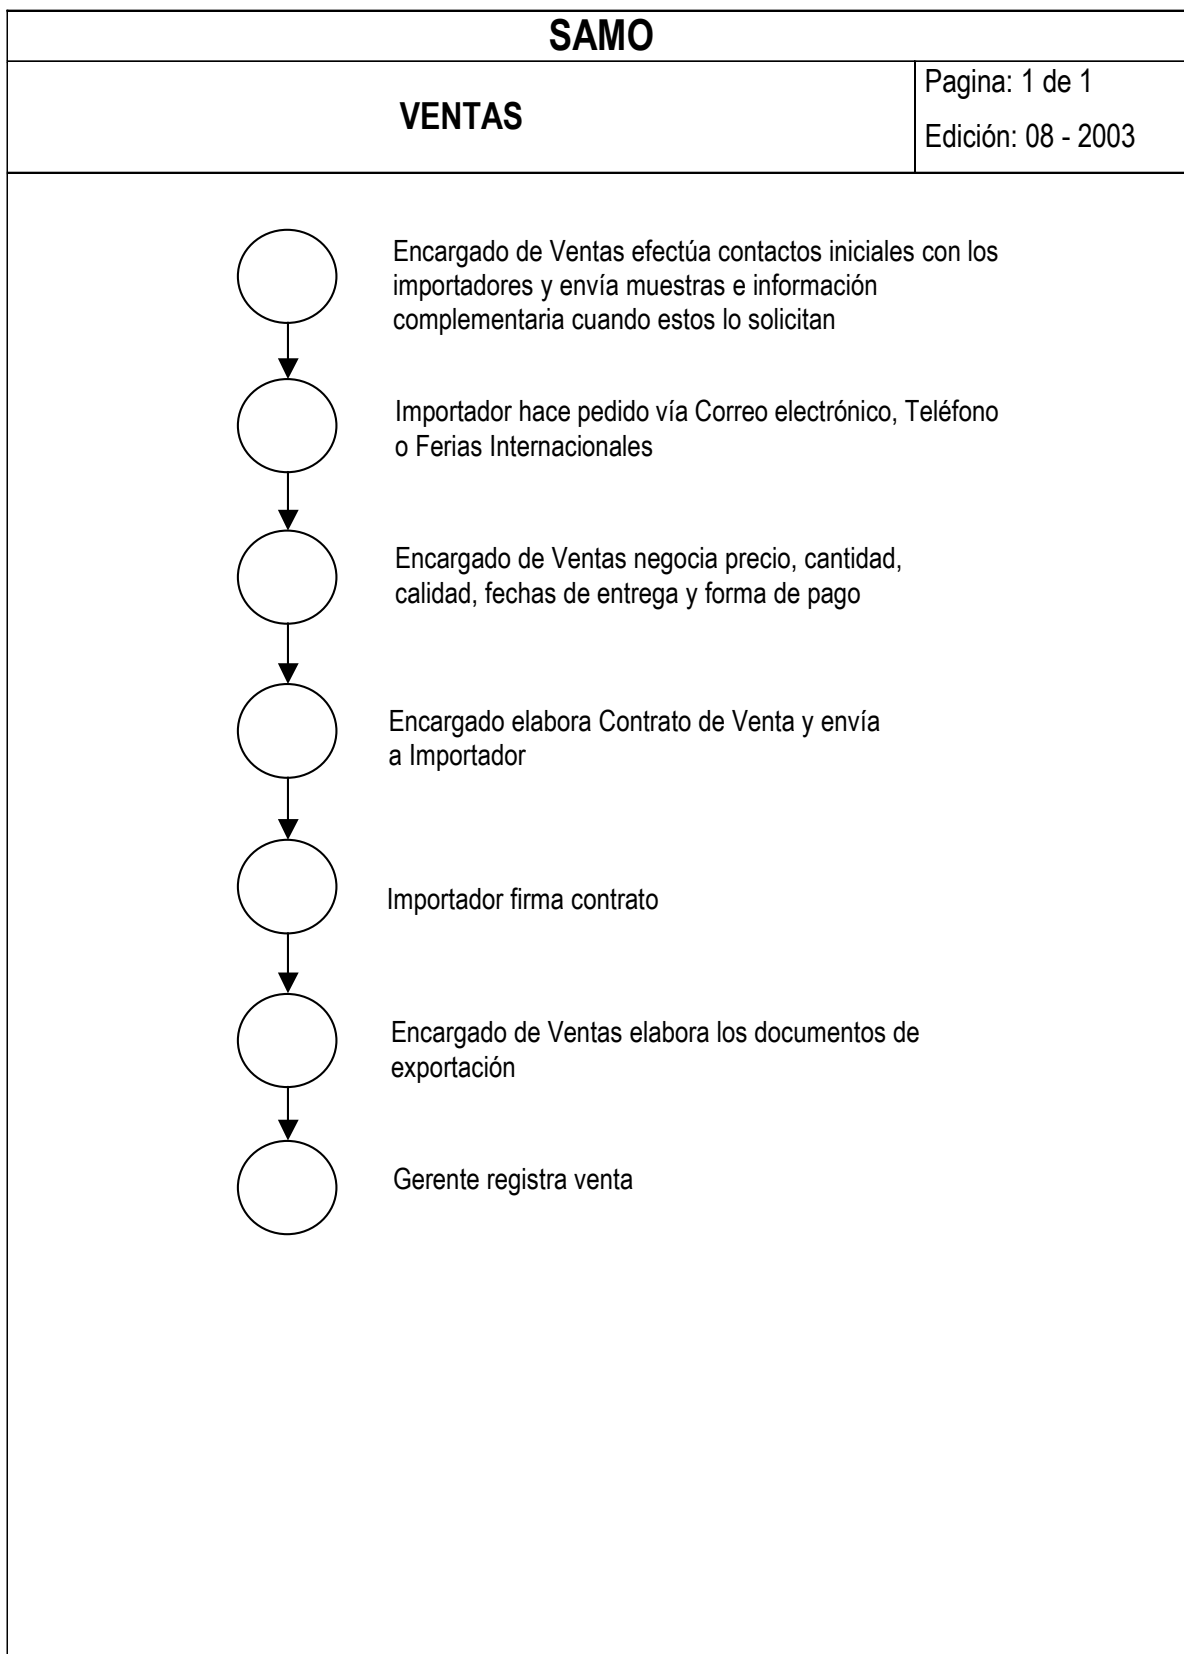 SAMO
VENTAS
Pagina: 1 de 1
Edición: 08 - 2003
Encargado de Ventas efectúa contactos iniciales con los
importadores y envía muestras e información
complementaria cuando estos lo solicitan
Importador hace pedido vía Correo electrónico, Teléfono
o Ferias Internacionales
Encargado de Ventas negocia precio, cantidad,
calidad, fechas de entrega y forma de pago
Encargado elabora Contrato de Venta y envía
a Importador
Importador firma contrato
Encargado de Ventas elabora los documentos de
exportación
Gerente registra venta